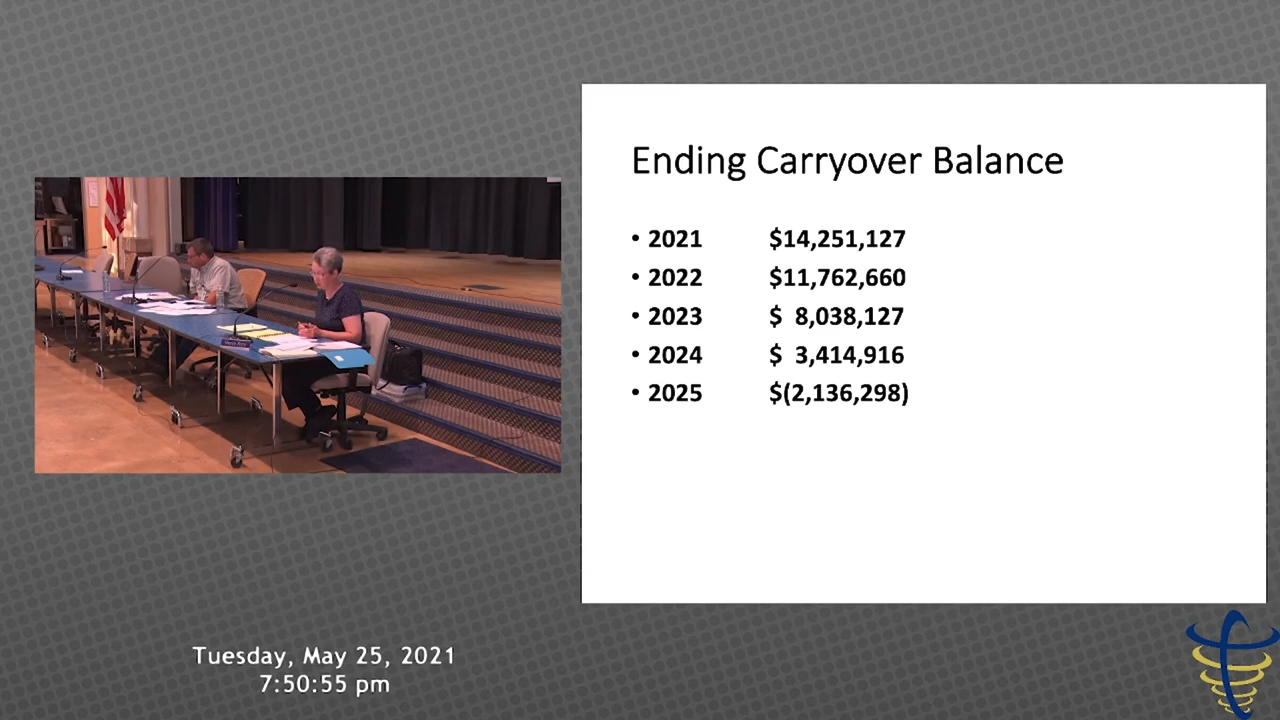 Ending Carryover Balance
• 2021 $14,251,127
• 2022 $11,762,660
• 2023 $ 8,038,127
• 2024 $ 3,414,916
• 2025 $(2,136,298)
Tuesday, May 25, 2021
7:50:55 pm